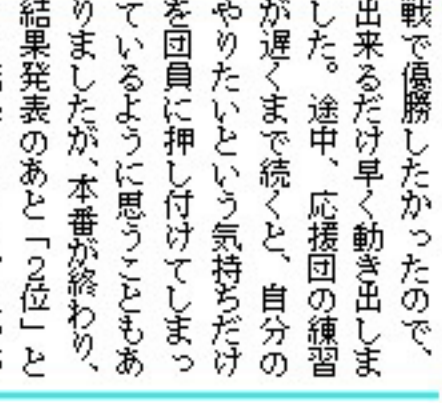 戦で優勝したかったので、
出来るだけ早く動き出しま
した。途中、応援団の練習
が遅くまで続くと、自分の
やりたいという気持ちだけ
を団員に押し付けてしまっ
ているように思うこともあ
りましたが、本番が終わり、
結果発表のあと「２位」と